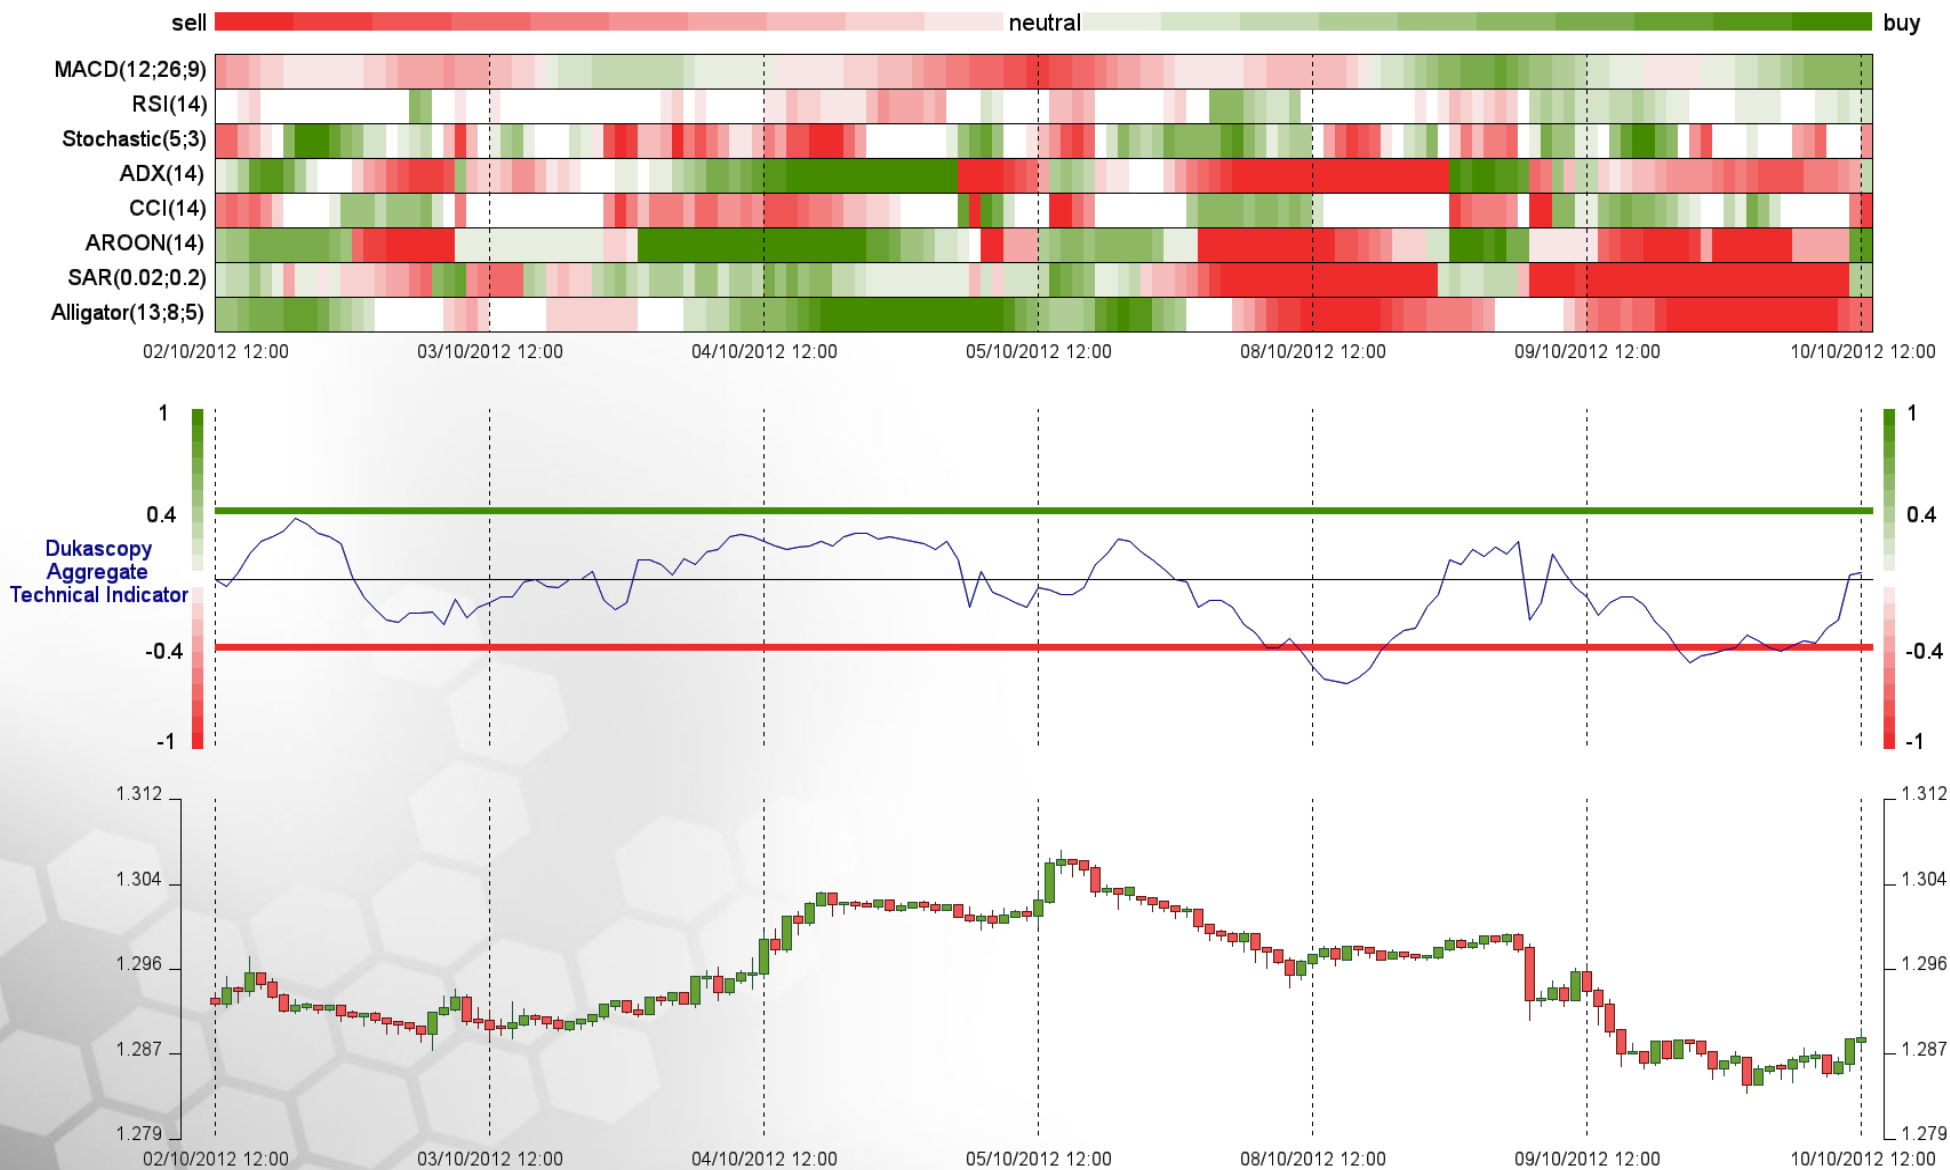 sell neutral buy
MACD(12;26;9)
RSI(14)
Stochastic(5;3)
ADX(14)
CCI(14)
AROON(14)
SAR(0.02;0.2)
Alligator(13;8;5)
02/10/2012 12:00 03/10/2012 12:00 04/10/2012 12:00 05/10/2012 12:00 08/10/2012 12:00 09/10/2012 12:00 10/10/2012 12:00
1 1
0.4 0.4
Dukascopy
Aggregate
Technical Indicator
-0.4 -0.4
-1 -1
1.312 1.312
1.304 1.304
1.296 1.296
1.287 1.287
1.279 1.279
02/10/2012 12:00 03/10/2012 12:00 04/10/2012 12:00 05/10/2012 12:00 08/10/2012 12:00 09/10/2012 12:00 10/10/2012 12:00